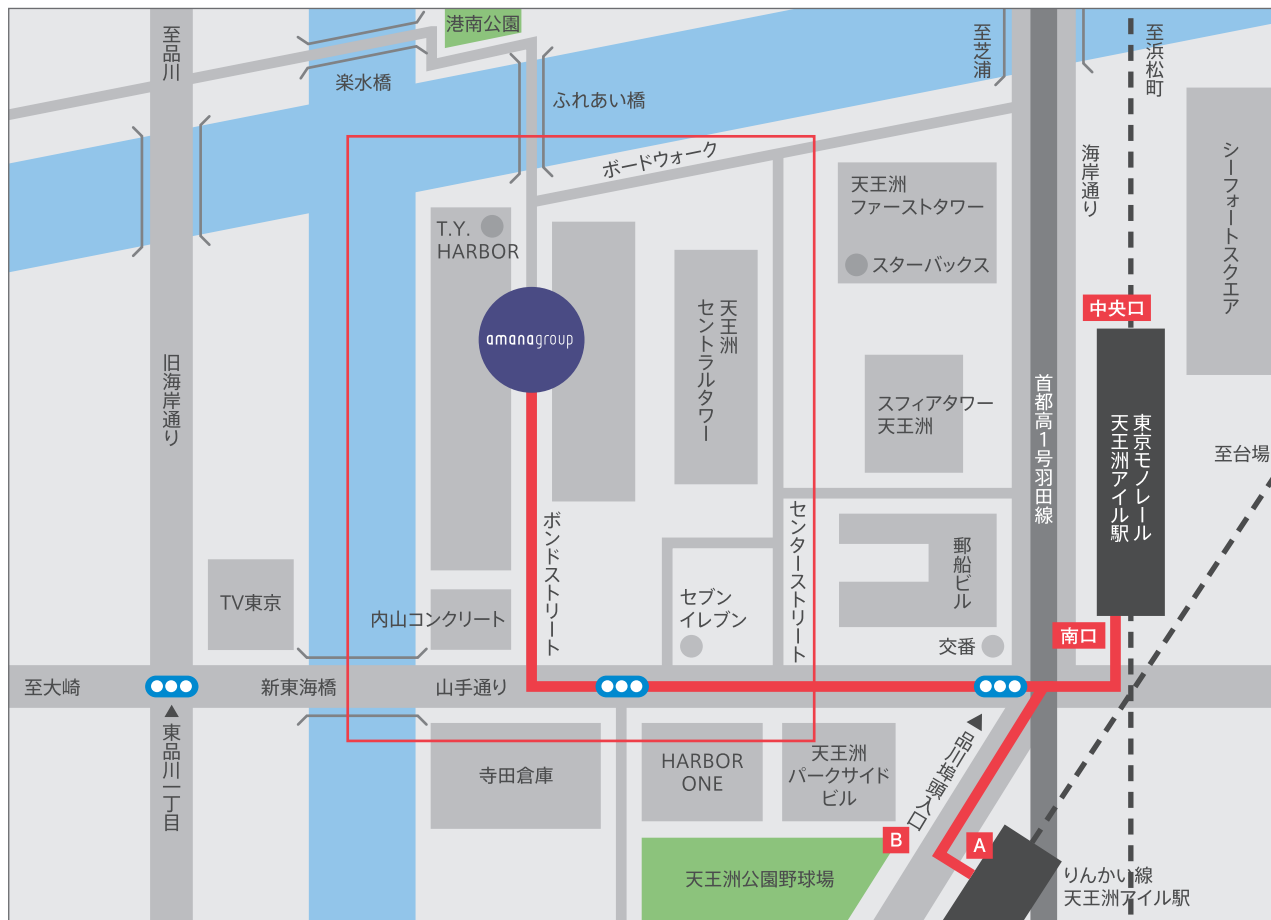 至品川
港南公園
楽水橋
ふれあい橋
至芝浦
至浜松町
ボードウォーク
海岸通り
シーフォートスクエア
天王洲
ファーストタワー
スターバックス
T.Y.
HARBOR
amanagroup
天王洲
セントラルタワー
中央口
旧海岸通り
スフィアタワー
天王洲
首都高1号羽田線
東京モノレール
天王洲アイル駅
至台場
ボンドストリート
センターストリート
郵船ビル
TV東京
内山コンクリート
セブン
イレブン
交番
南口
至大崎
新東海橋
山手通り
東品川一丁目
寺田倉庫
HARBOR
ONE
天王洲
パークサイド
ビル
品川埠頭入口
B
A
天王洲公園野球場
りんかい線
天王洲アイル駅